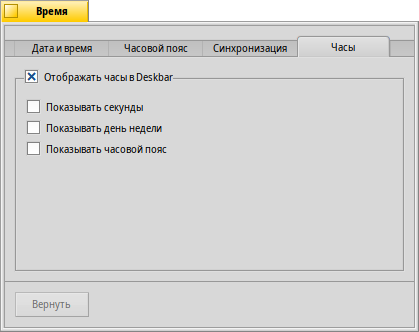 Время
Дата и время Часовой пояс Синхронизация Часы
Отображать часы в Deskbar
Показывать секунды
Показывать день недели
Показывать часовой пояс
Вернуть